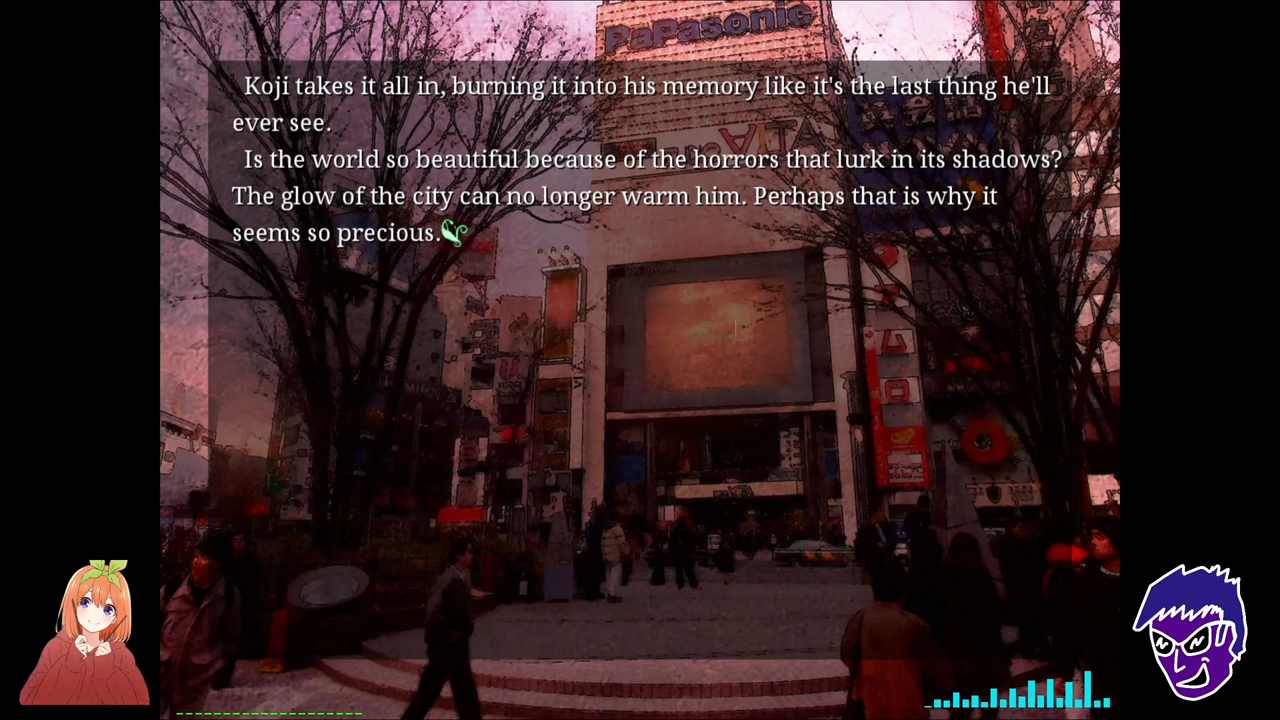 PaPasonic
Koji takes it all in, burning it into his memory like it's the last thing he'll
ever see.
Is the world so beautiful because of the horrors that lurk in its shadows?
The glow of the city can no longer warm him. Perhaps that is why it
seems so precious.